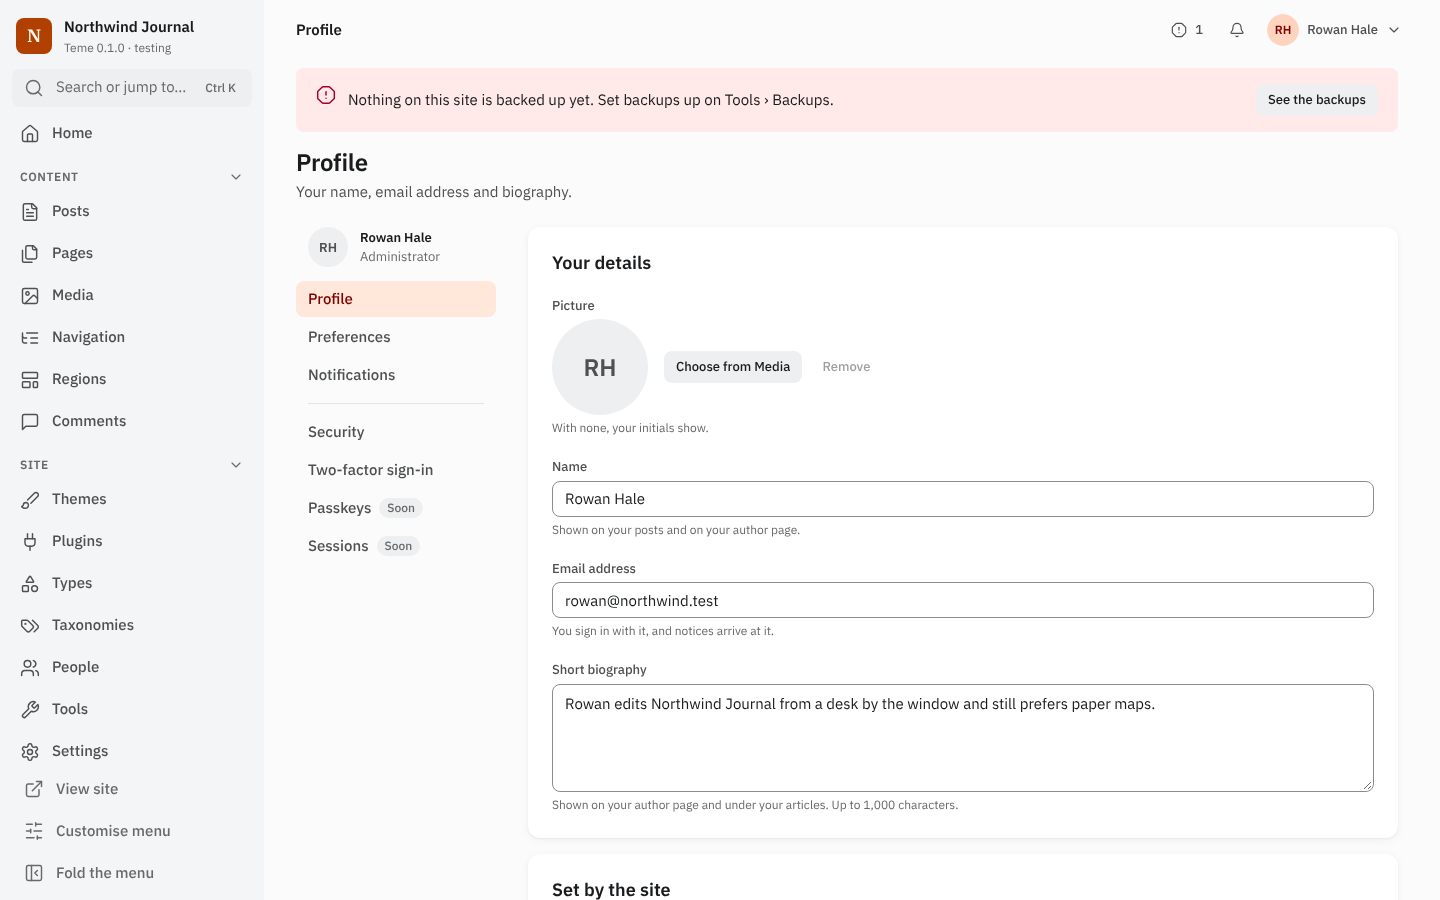 N
Northwind Journal
Teme 0.1.0 · testing
Search or jump to...
Ctrl K
Home
CONTENT
Posts
Pages
Media
Navigation
Regions
Comments
SITE
Themes
Plugins
Types
Taxonomies
People
Tools
Settings
View site
Customise menu
Fold the menu
Profile
1
RH
Rowan Hale
Nothing on this site is backed up yet. Set backups up on Tools › Backups.
See the backups
Profile
Your name, email address and biography.
RH
Rowan Hale
Administrator
Profile
Preferences
Notifications
Security
Two-factor sign-in
Passkeys Soon
Sessions Soon
Your details
Picture
RH
Choose from Media
Remove
With none, your initials show.
Name
Rowan Hale
Shown on your posts and on your author page.
Email address
rowan@northwind.test
You sign in with it, and notices arrive at it.
Short biography
Rowan edits Northwind Journal from a desk by the window and still prefers paper maps.
Shown on your author page and under your articles. Up to 1,000 characters.
Set by the site